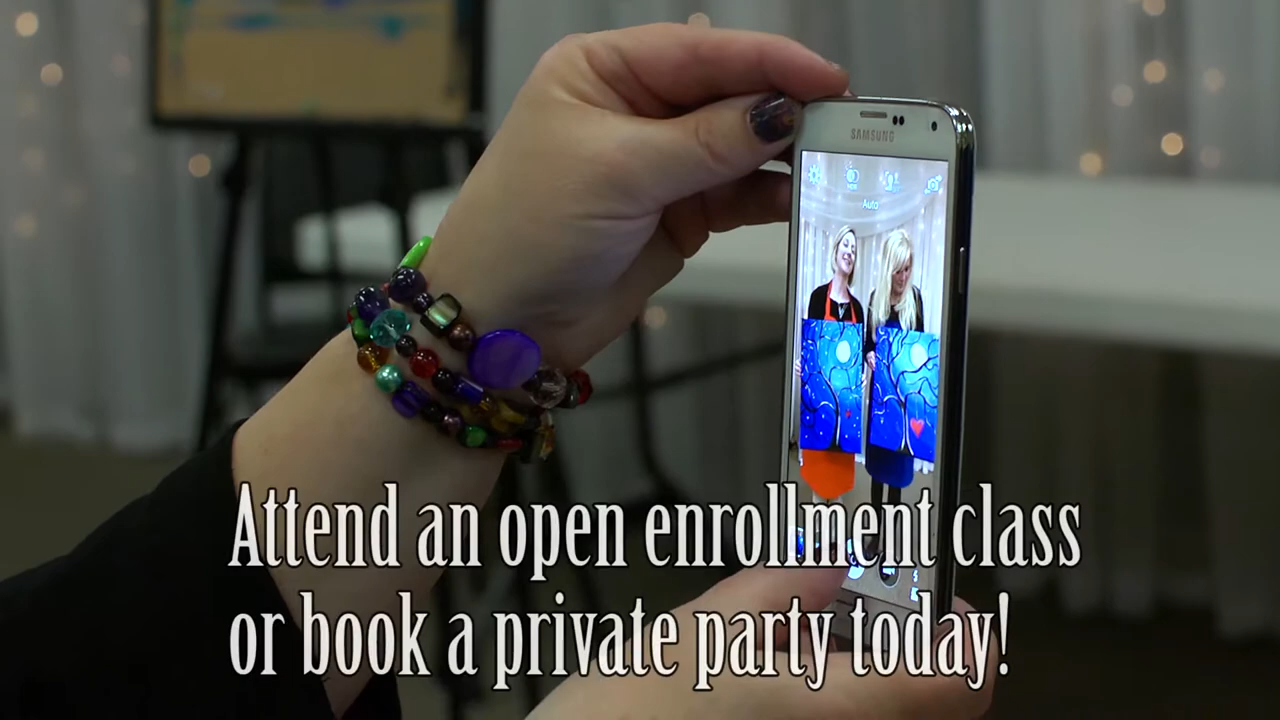 SAMSUNG
Auto
Attend an open enrollment class
or book a private party today!